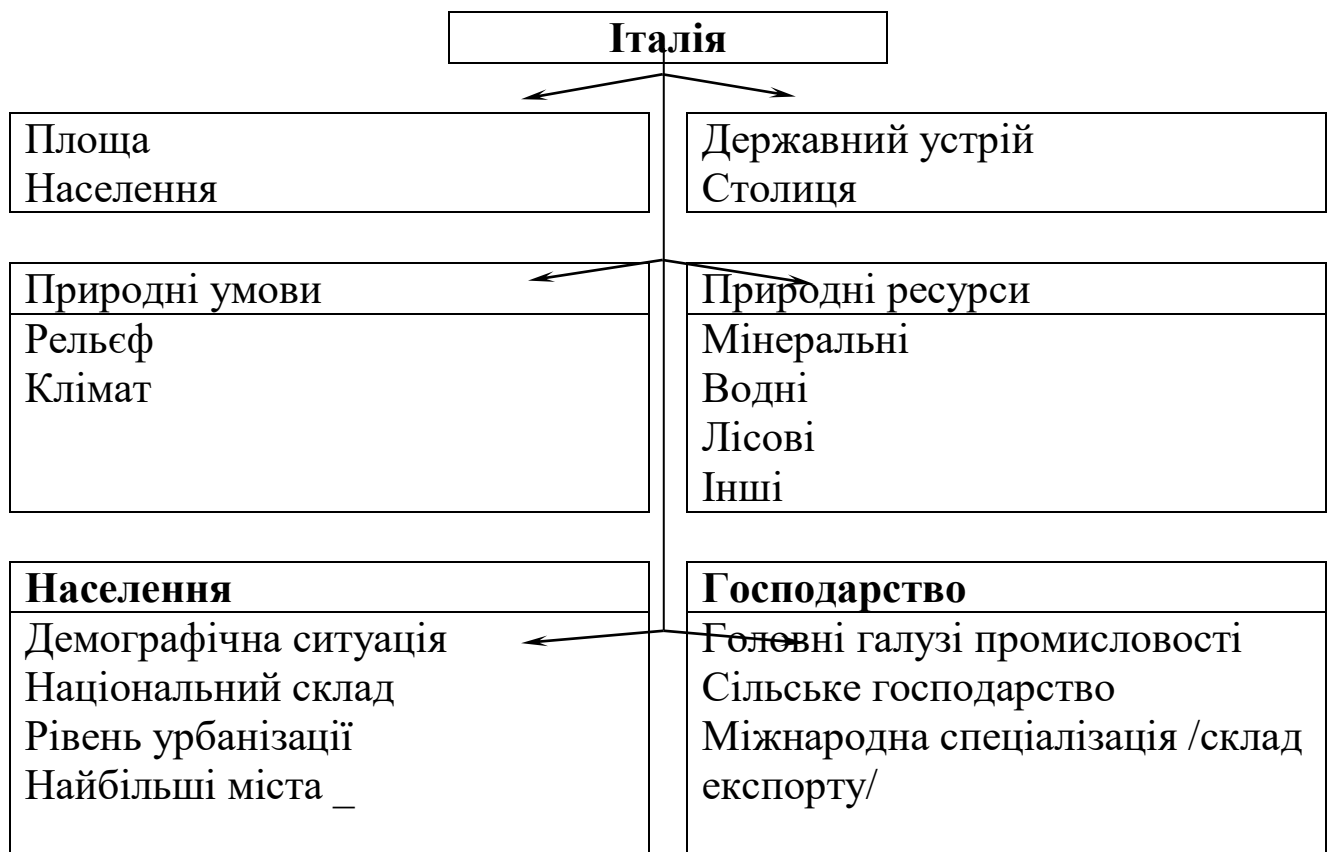 Італія
Площа
Населення
Державний устрій
Столиця
Природні умови
Рельєф
Клімат
Природні ресурси
Мінеральні
Водні
Лісові
Інші
Населення
Демографічна ситуація
Національний склад
Рівень урбанізації
Найбільші міста _
Господарство
Головні галузі промисловості
Сільське господарство
Міжнародна спеціалізація /склад
експорту/